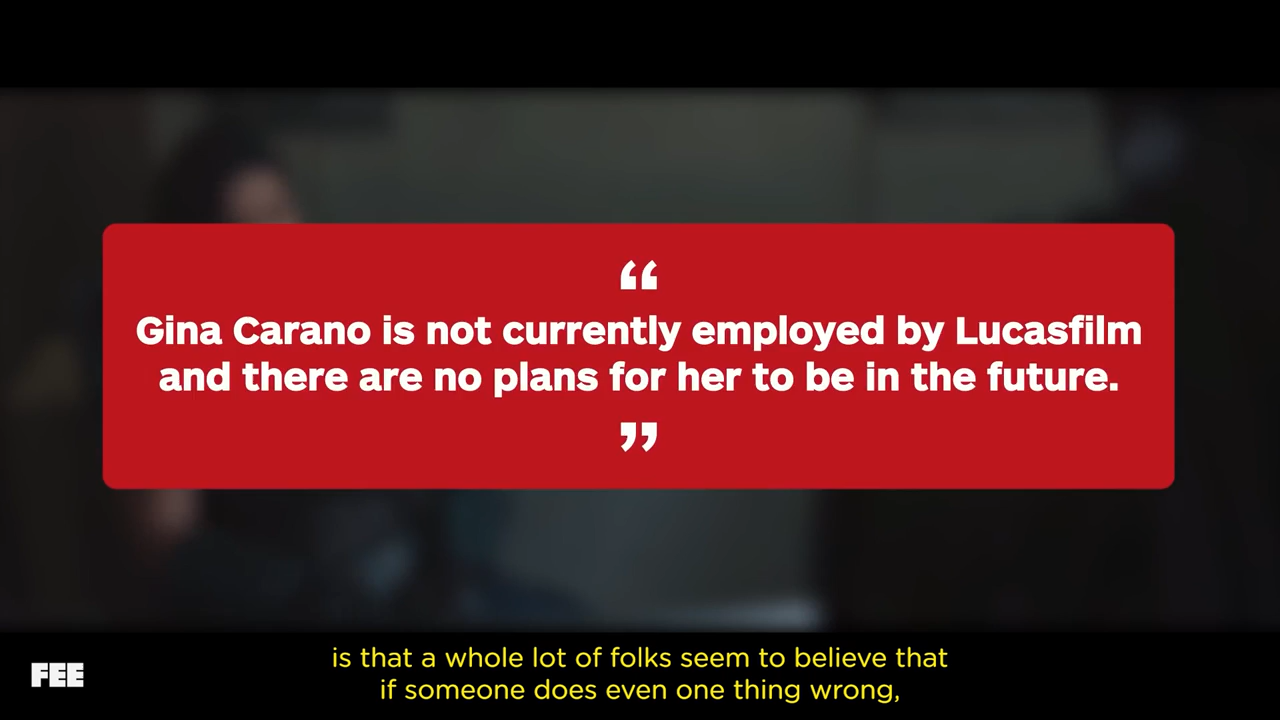 “
Gina Carano is not currently employed by Lucasfilm
and there are no plans for her to be in the future.
”
is that a whole lot of folks seem to believe that
if someone does even one thing wrong,
FEE